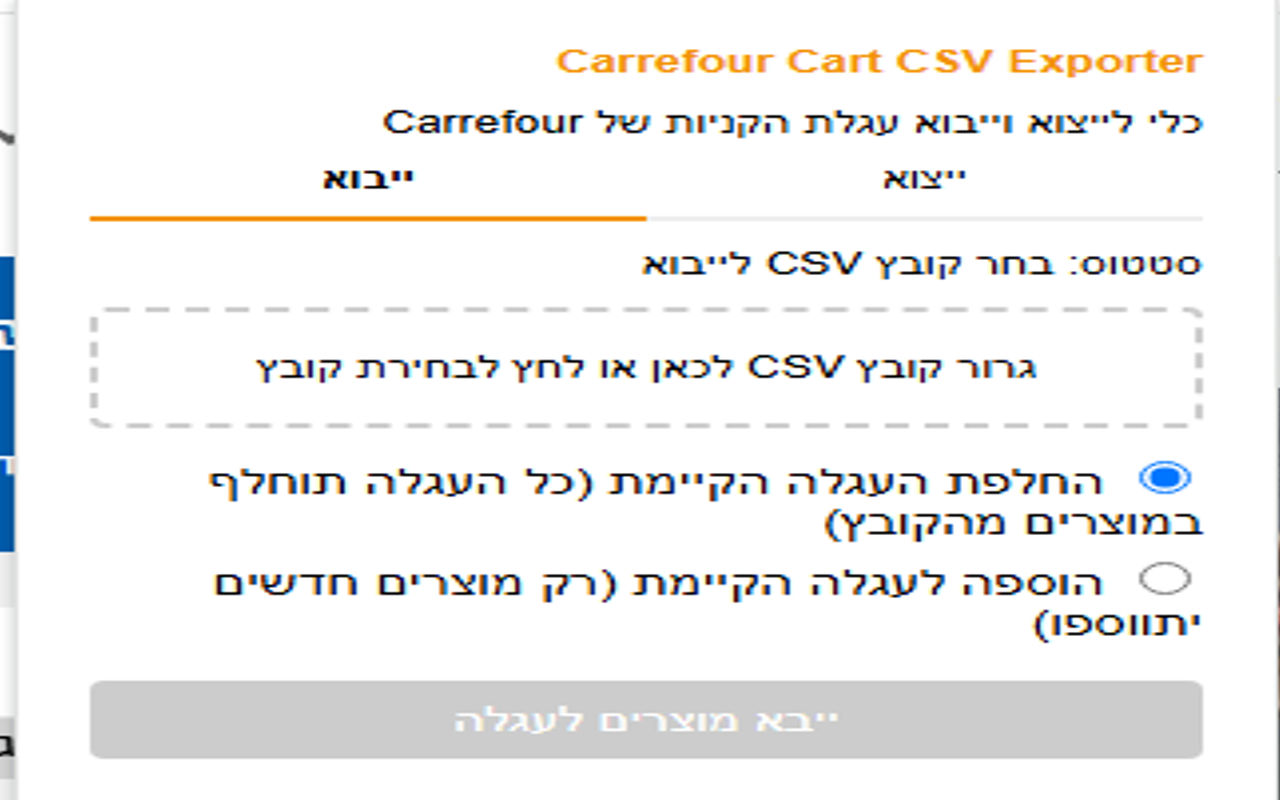 Carrefour Cart CSV Exporter
כלי לייצוא וייבוא עגלת הקניות של Carrefour
ייצוא
ייבוא
סטטוס: בחר קובץ CSV לייבוא
גרור קובץ CSV לכאן או לחץ לבחירת קובץ
החלפת העגלה הקיימת (כל העגלה תוחלף
במוצרים מהקובץ)
הוספה לעגלה הקיימת (רק מוצרים חדשים
יתווספו)
ייבא מוצרים לעגלה